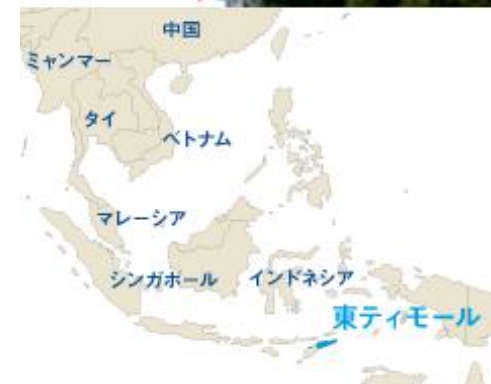 中国
ミャンマー
タイ
ベトナム
マレーシア
シンガポール
インドネシア
東ティモール